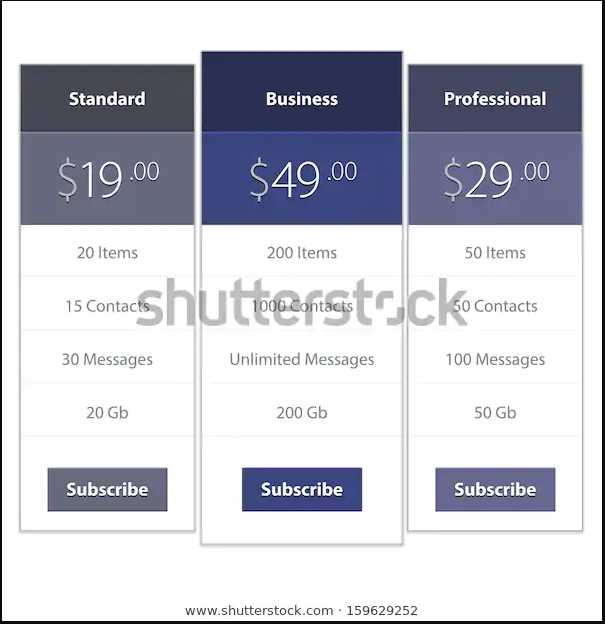 Standard
$19.00
20 Items
15 Contacts
30 Messages
20 Gb
Subscribe
Business
$49.00
200 Items
1000 Contacts
Unlimited Messages
200 Gb
Subscribe
Professional
$29.00
50 Items
50 Contacts
100 Messages
50 Gb
Subscribe
shutterstock
www.shutterstock.com · 159629252